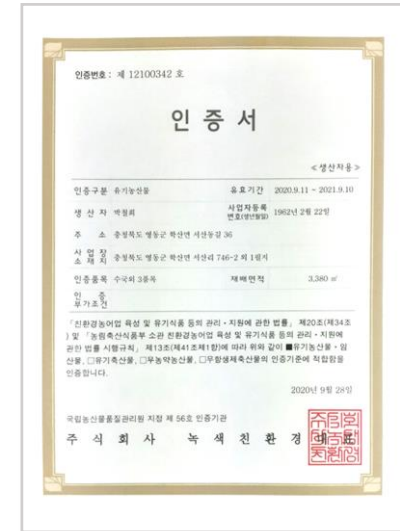 인증번호 : 제 12100342 호
인 증 서
≪생산자용≫
인증구분 유기농산물 유효기간 2020.9.11 ~ 2021.9.10
생 산 자 박철희 사업자등록번호(생년월일) 1962년 2월 22일
주 소 충청북도 영동군 학산면 서산동길 36
사 업 장 소 재 지 충청북도 영동군 학산면 서산리 746-2 외 1필지
인증품목 수국외 3품목 재배면적 3,380 ㎡
인 증 부가조건
「친환경농어업 육성 및 유기식품 등의 관리ㆍ지원에 관한 법률」 제20조(제34조
) 및 「농림축산식품부 소관 친환경농어업 육성 및 유기식품 등의 관리ㆍ지원에
관한 법률 시행규칙」 제13조(제41조제1항)에 따라 위와 같이 ■유기농산물ㆍ임
산물, □유기축산물, □무농약농산물, □무항생제축산물의 인증기준에 적합함을
인증합니다.
2020년 9월 28일
국립농산물품질관리원 지정 제 56호 인증기관
주 식 회 사 녹 색 친 환 경 대 표